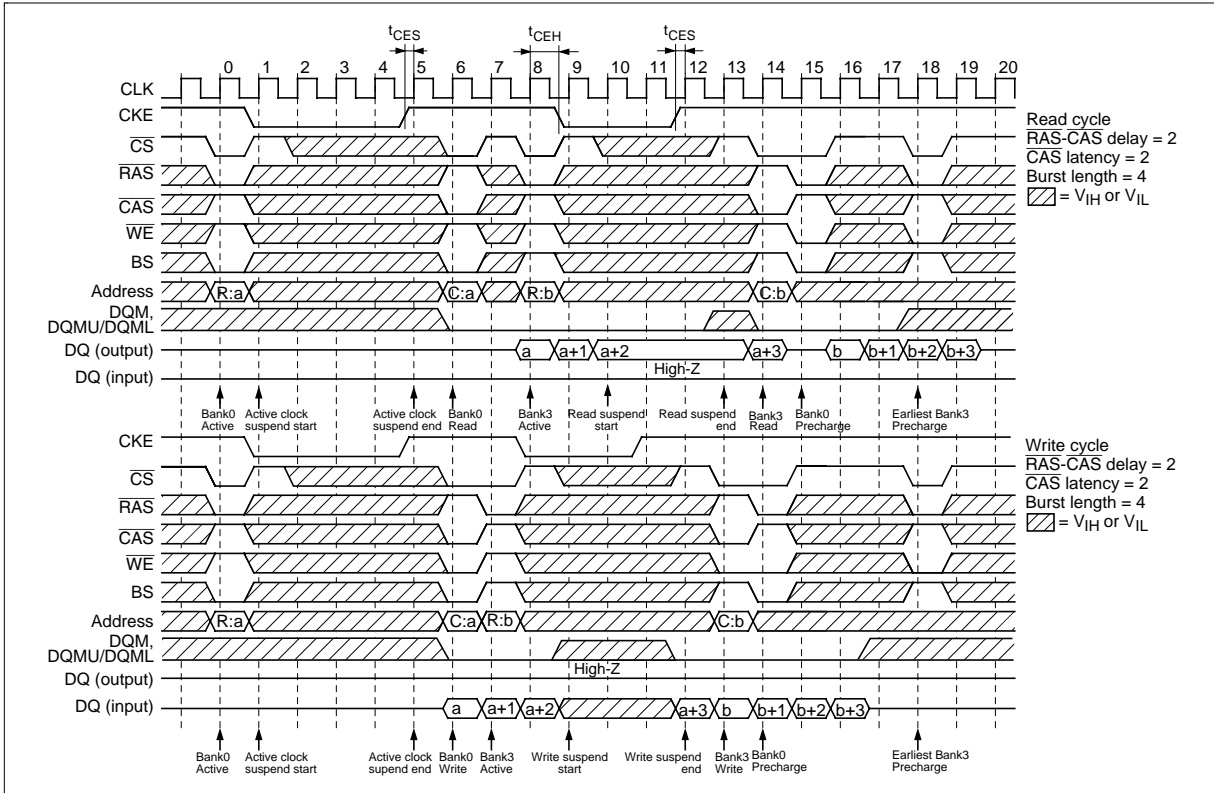 tCES tCEH tCES
0 1 2 3 4 5 6 7 8 9 10 11 12 13 14 15 16 17 18 19 20
CLK
CKE
CS
RAS
CAS
WE
BS
Address R:a C:a R:b C:b
DQM,
DQMU/DQML
DQ (output) a a+1 a+2 a+3 b b+1 b+2 b+3
High-Z
DQ (input)
Bank0 Active
Active clock suspend start
Active clock suspend end
Bank0 Read
Bank3 Active
Read suspend start
Read suspend end
Bank3 Read
Bank0 Precharge
Earliest Bank3 Precharge
Read cycle
RAS-CAS delay = 2
CAS latency = 2
Burst length = 4
= VIH or VIL
CKE
CS
RAS
CAS
WE
BS
Address R:a C:a R:b C:b
DQM,
DQMU/DQML
High-Z
DQ (output)
DQ (input) a a+1 a+2 a+3 b b+1 b+2 b+3
Bank0 Active
Active clock suspend start
Active clock supend end
Bank0 Write
Bank3 Active
Write suspend start
Write suspend end
Bank3 Write
Bank0 Precharge
Earliest Bank3 Precharge
Write cycle
RAS-CAS delay = 2
CAS latency = 2
Burst length = 4
= VIH or VIL